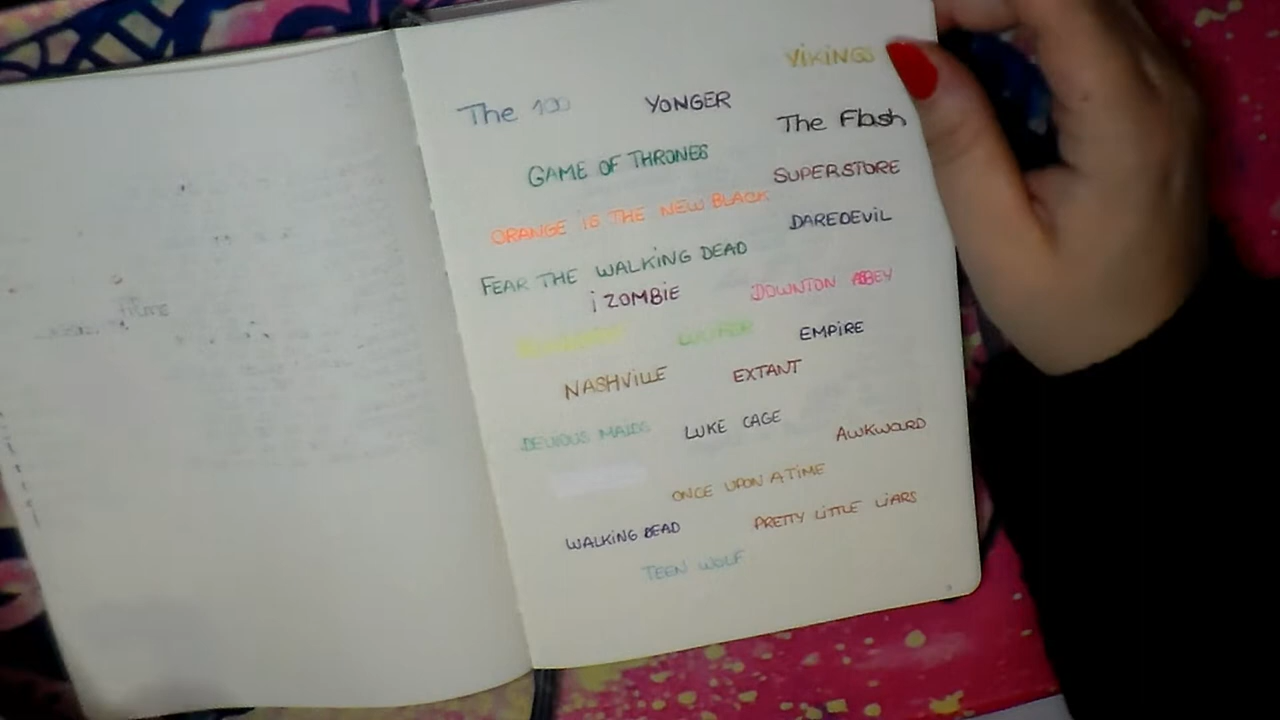 VIKINGS
The 100 YONGER
The Flash
GAME OF THRONES
SUPERSTORE
ORANGE IS THE NEW BLACK
DAREDEVIL
FEAR THE WALKING DEAD
i ZOMBIE DOWNTON ABBEY
LUCIFER EMPIRE
NASHVILLE EXTANT
DEVIOUS MAIDS LUKE CAGE AWKWARD
ONCE UPON A TIME
WALKING DEAD PRETTY LITTLE LIARS
TEEN WOLF